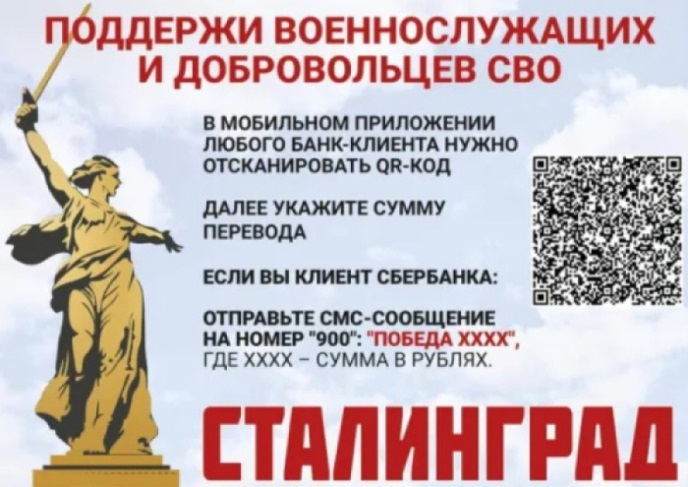 ПОДДЕРЖИ ВОЕННОСЛУЖАЩИХ
И ДОБРОВОЛЬЦЕВ СВО
В МОБИЛЬНОМ ПРИЛОЖЕНИИ
ЛЮБОГО БАНК-КЛИЕНТА НУЖНО
ОТСКАНИРОВАТЬ QR-КОД
ДАЛЕЕ УКАЖИТЕ СУММУ
ПЕРЕВОДА
ЕСЛИ ВЫ КЛИЕНТ СБЕРБАНКА:
ОТПРАВЬТЕ СМС-СООБЩЕНИЕ
НА НОМЕР "900": "ПОБЕДА ХХХХ",
ГДЕ ХХХХ – СУММА В РУБЛЯХ.
СТАЛИНГРАД